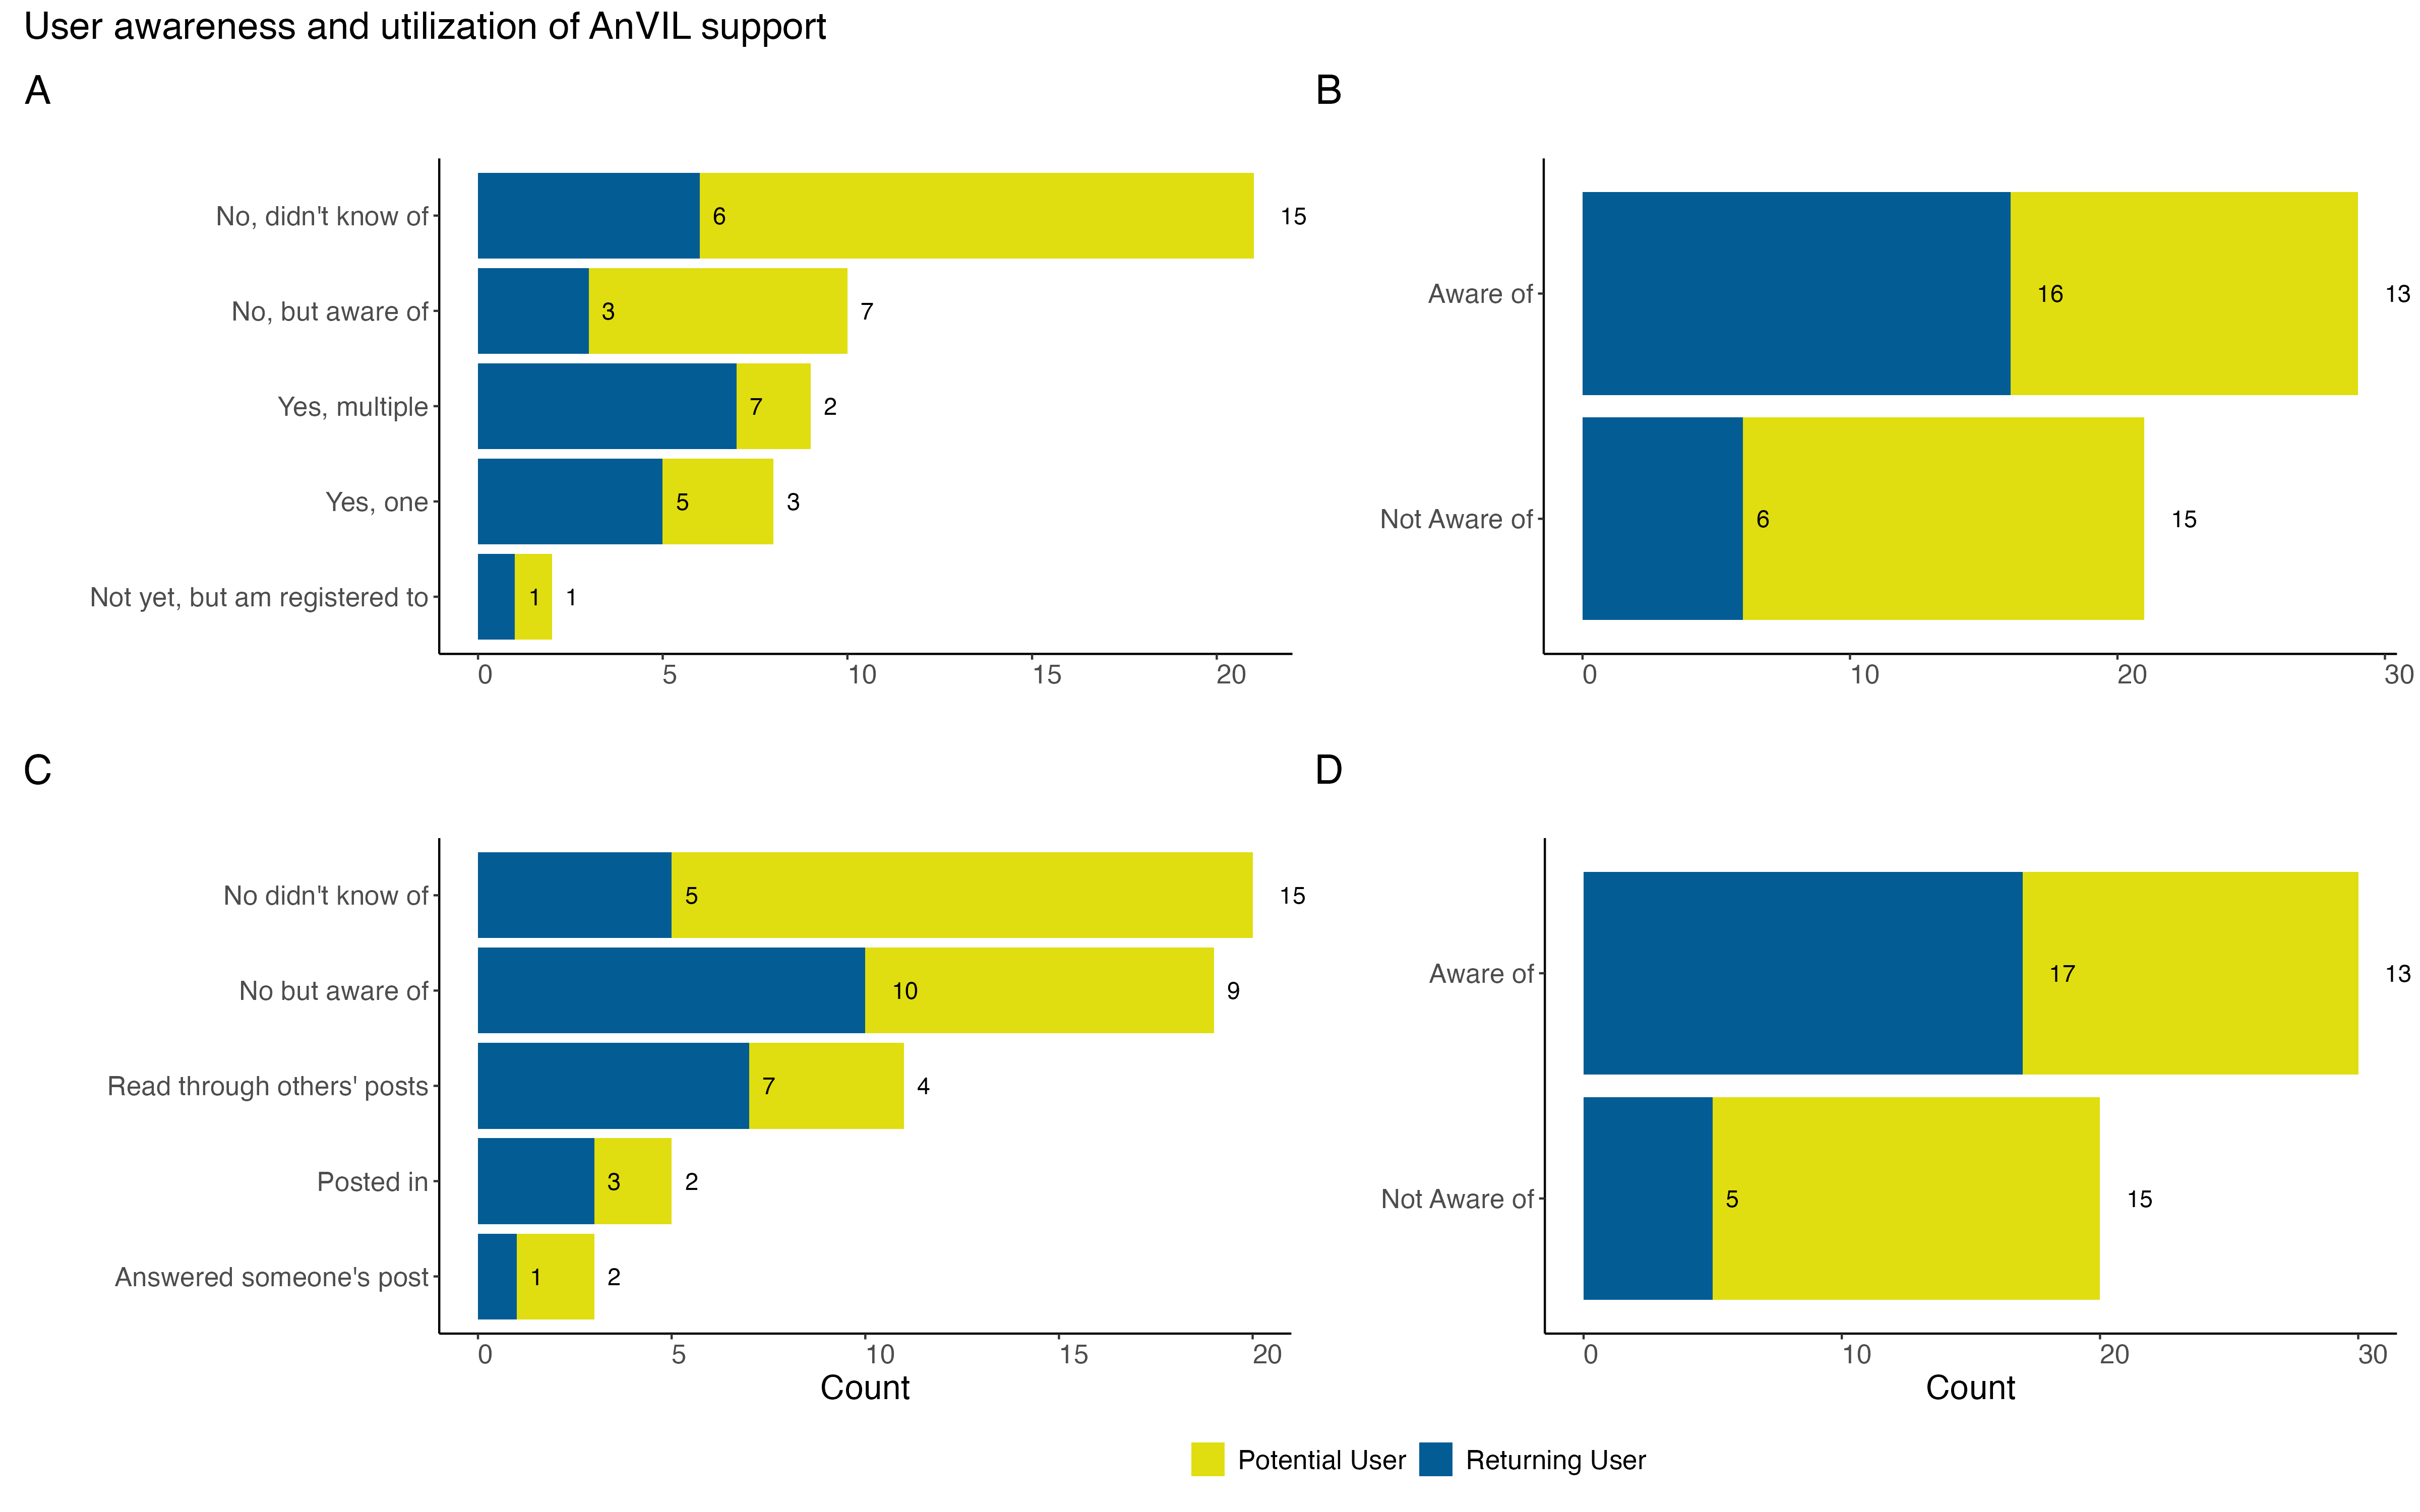 User awareness and utilization of AnVIL support
A
No, didn't know of 6 15
No, but aware of 3 7
Yes, multiple 7 2
Yes, one 5 3
Not yet, but am registered to 1 1
0 5 10 15 20
B
Aware of 16 13
Not Aware of 6 15
0 10 20 30
C
No didn't know of 5 15
No but aware of 10 9
Read through others' posts 7 4
Posted in 3 2
Answered someone's post 1 2
0 5 10 15 20
Count
D
Aware of 17 13
Not Aware of 5 15
0 10 20 30
Count
Potential User Returning User